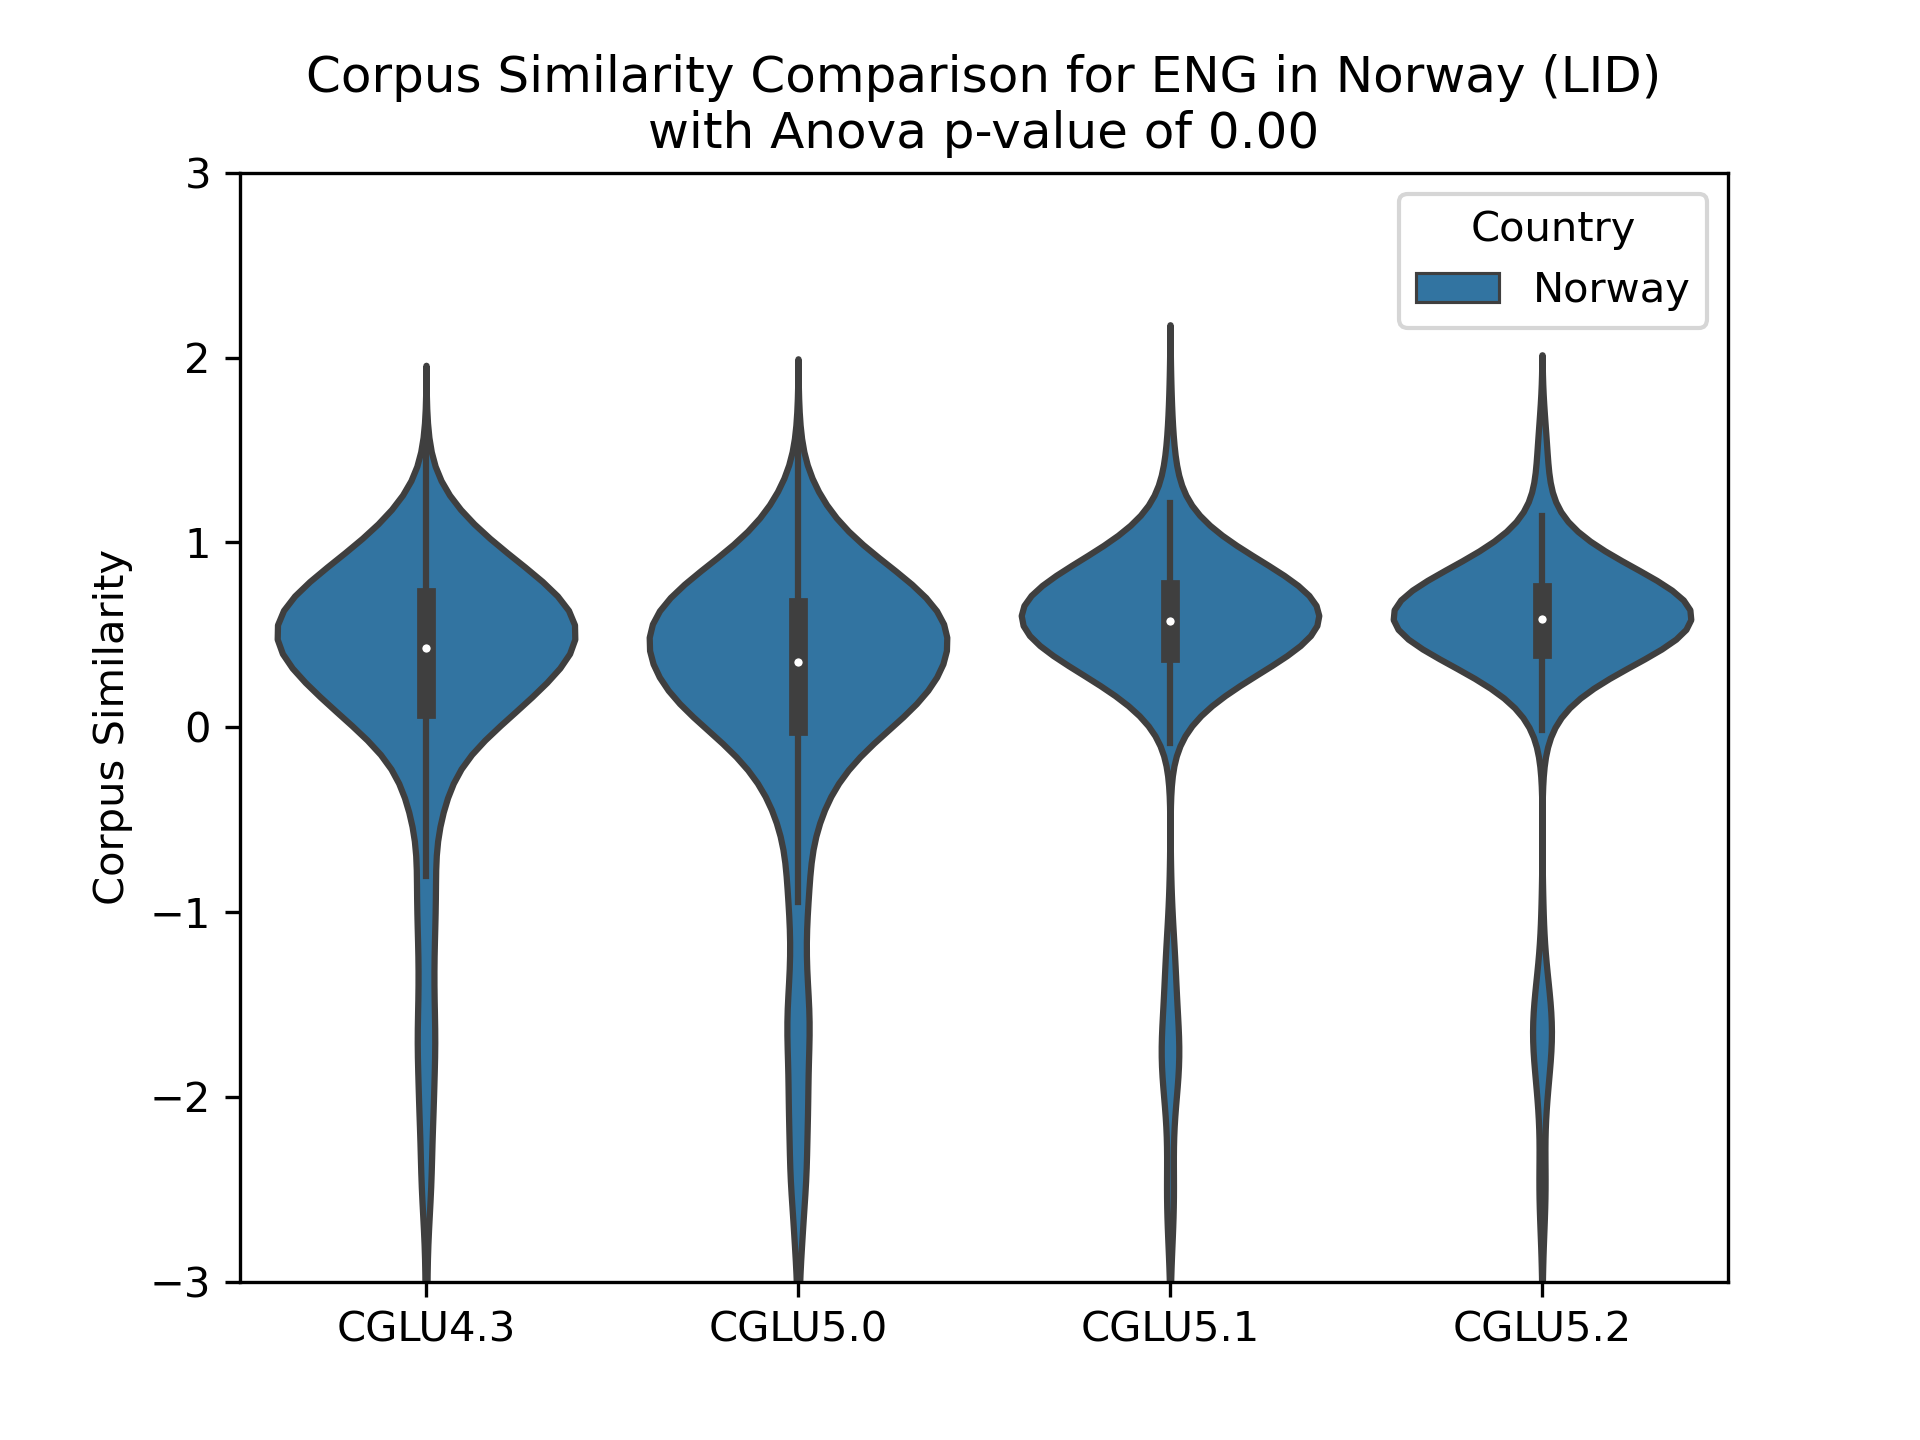 Corpus Similarity Comparison for ENG in Norway (LID)
with Anova p-value of 0.00
Country
Norway
Corpus Similarity
3
2
1
0
−1
−2
−3
CGLU4.3
CGLU5.0
CGLU5.1
CGLU5.2